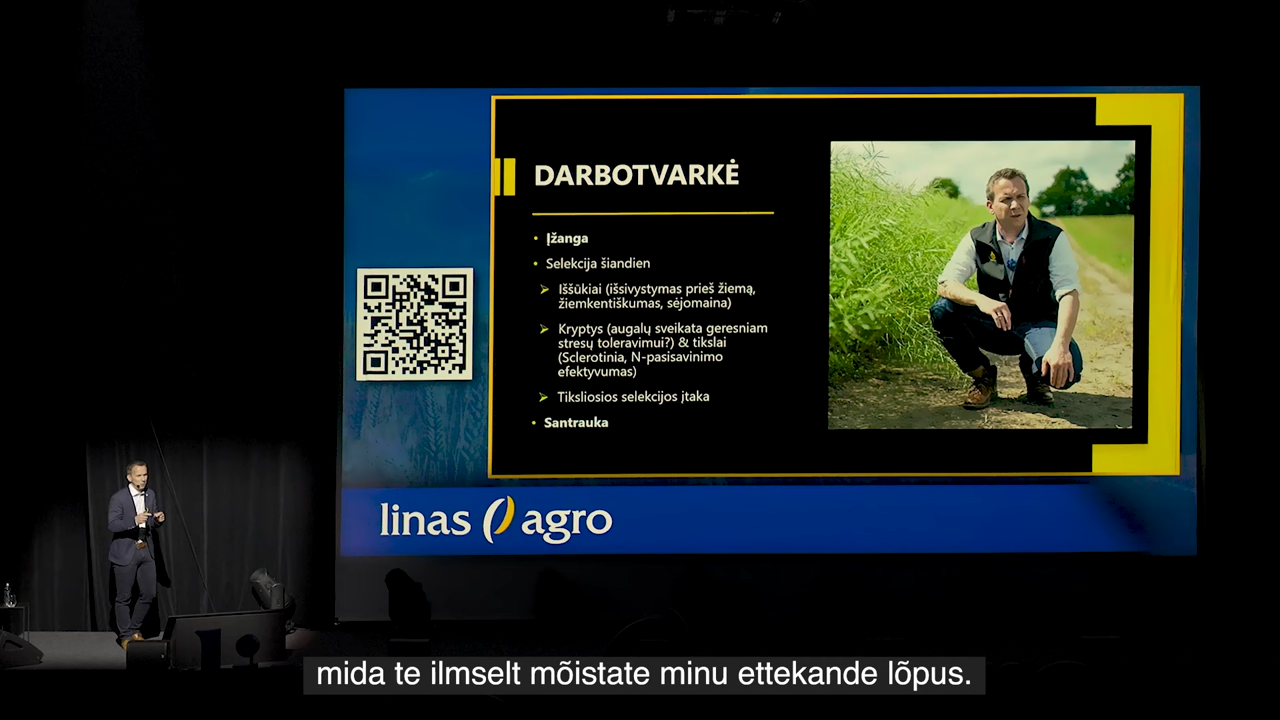 DARBOTVARKĖ
• Įžanga
• Selekcija šiandien
➤ Iššūkiai (išsivystymas prieš žiemą,
žiemkentiškumas, sėjomaina)
➤ Kryptys (augalų sveikata geresniam
stresų toleravimui?) & tikslai
(Sclerotinia, N-pasisavinimo
efektyvumas)
➤ Tiksliosios selekcijos įtaka
• Santrauka
linas agro
mida te ilmselt mõistate minu ettekande lõpus.